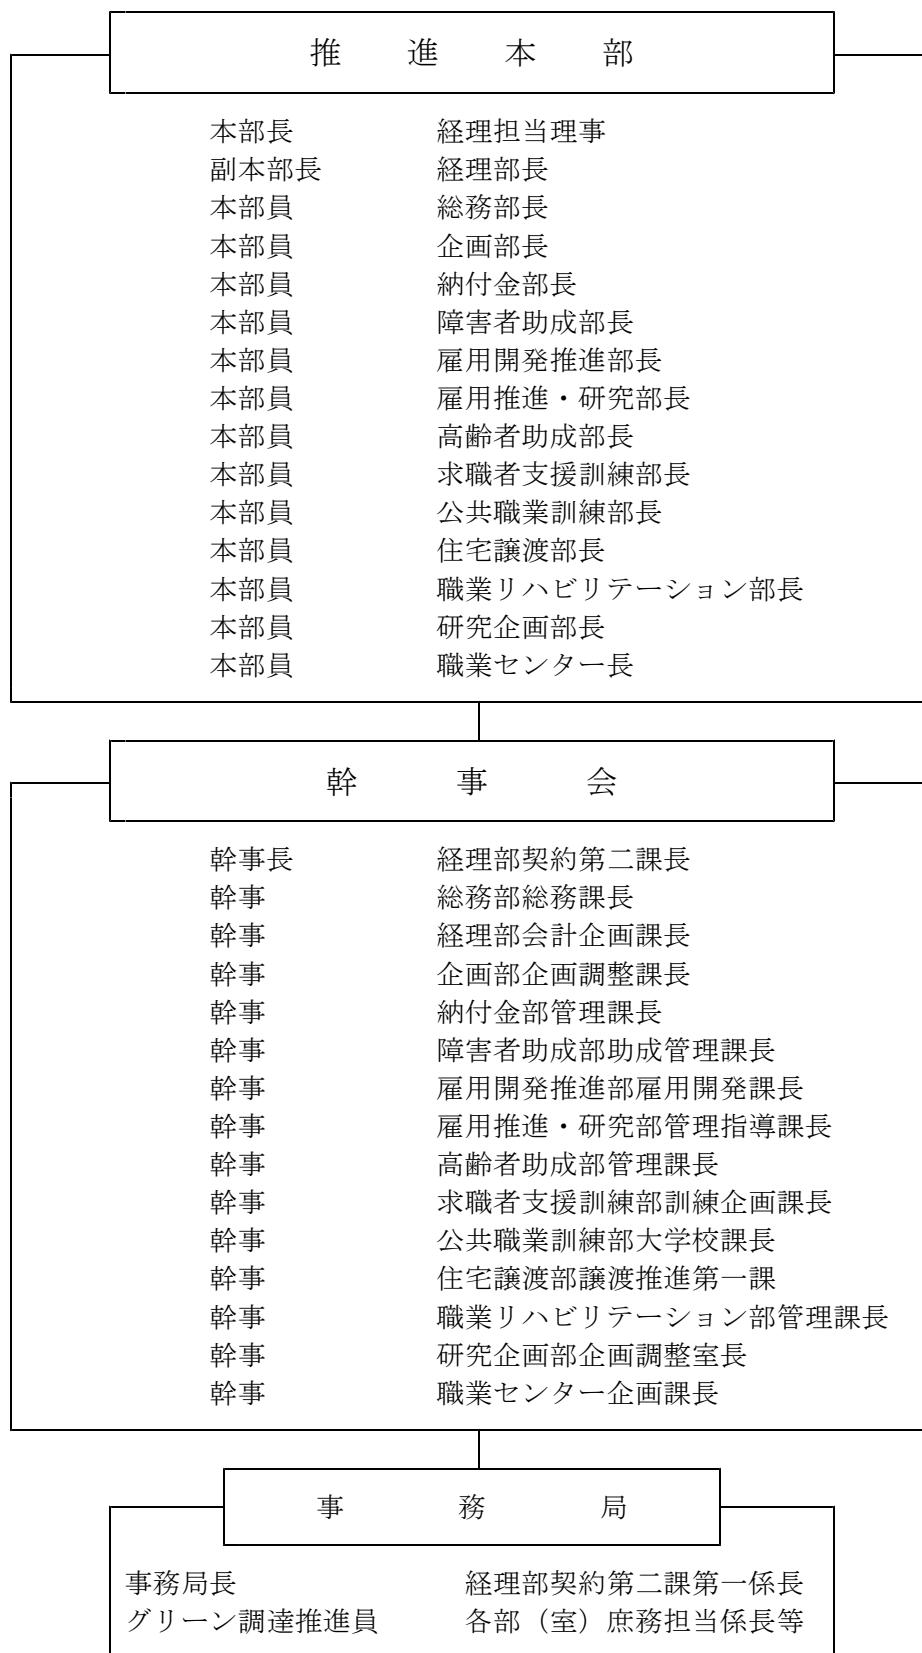 推進本部
本部長 経理担当理事
副本部長 経理部長
本部員 総務部長
本部員 企画部長
本部員 納付金部長
本部員 障害者助成部長
本部員 雇用開発推進部長
本部員 雇用推進・研究部長
本部員 高齢者助成部長
本部員 求職者支援訓練部長
本部員 公共職業訓練部長
本部員 住宅譲渡部長
本部員 職業リハビリテーション部長
本部員 研究企画部長
本部員 職業センター長
幹事会
幹事長 経理部契約第二課長
幹事 総務部総務課長
幹事 経理部会計企画課長
幹事 企画部企画調整課長
幹事 納付金部管理課長
幹事 障害者助成部助成管理課長
幹事 雇用開発推進部雇用開発課長
幹事 雇用推進・研究部管理指導課長
幹事 高齢者助成部管理課長
幹事 求職者支援訓練部訓練企画課長
幹事 公共職業訓練部大学校課長
幹事 住宅譲渡部譲渡推進第一課
幹事 職業リハビリテーション部管理課長
幹事 研究企画部企画調整室長
幹事 職業センター企画課長
事務局
事務局長 経理部契約第二課第一係長
グリーン調達推進員 各部（室）庶務担当係長等